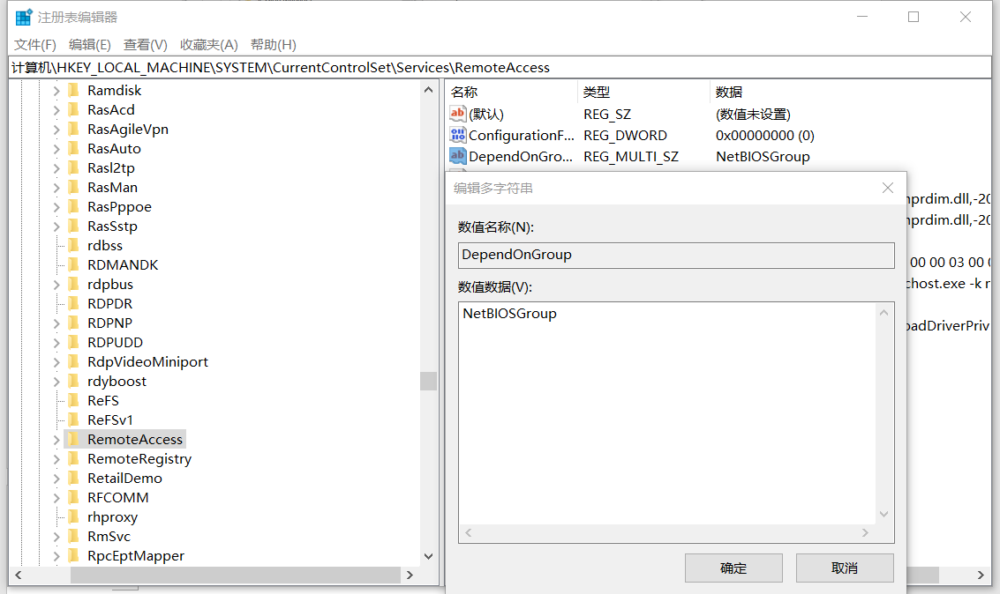 注册表编辑器
文件(F) 编辑(E) 查看(V) 收藏夹(A) 帮助(H)
计算机\HKEY_LOCAL_MACHINE\SYSTEM\CurrentControlSet\Services\RemoteAccess
Ramdisk
RasAcd
RasAgileVpn
RasAuto
Rasl2tp
RasMan
RasPppoe
RasSstp
rdbss
RDMANDK
rdpbus
RDPDR
RDPNP
RDPUDD
RdpVideoMiniport
rdyboost
ReFS
ReFSv1
RemoteAccess
RemoteRegistry
RetailDemo
RFCOMM
rhproxy
RmSvc
RpcEptMapper
名称 类型 数据
(默认) REG_SZ (数值未设置)
ConfigurationF... REG_DWORD 0x00000000 (0)
DependOnGro... REG_MULTI_SZ NetBIOSGroup
编辑多字符串
数值名称(N):
DependOnGroup
数值数据(V):
NetBIOSGroup
确定 取消
nprdim.dll,-20
nprdim.dll,-20
00 00 03 00 0
chost.exe -k n
oadDriverPriv